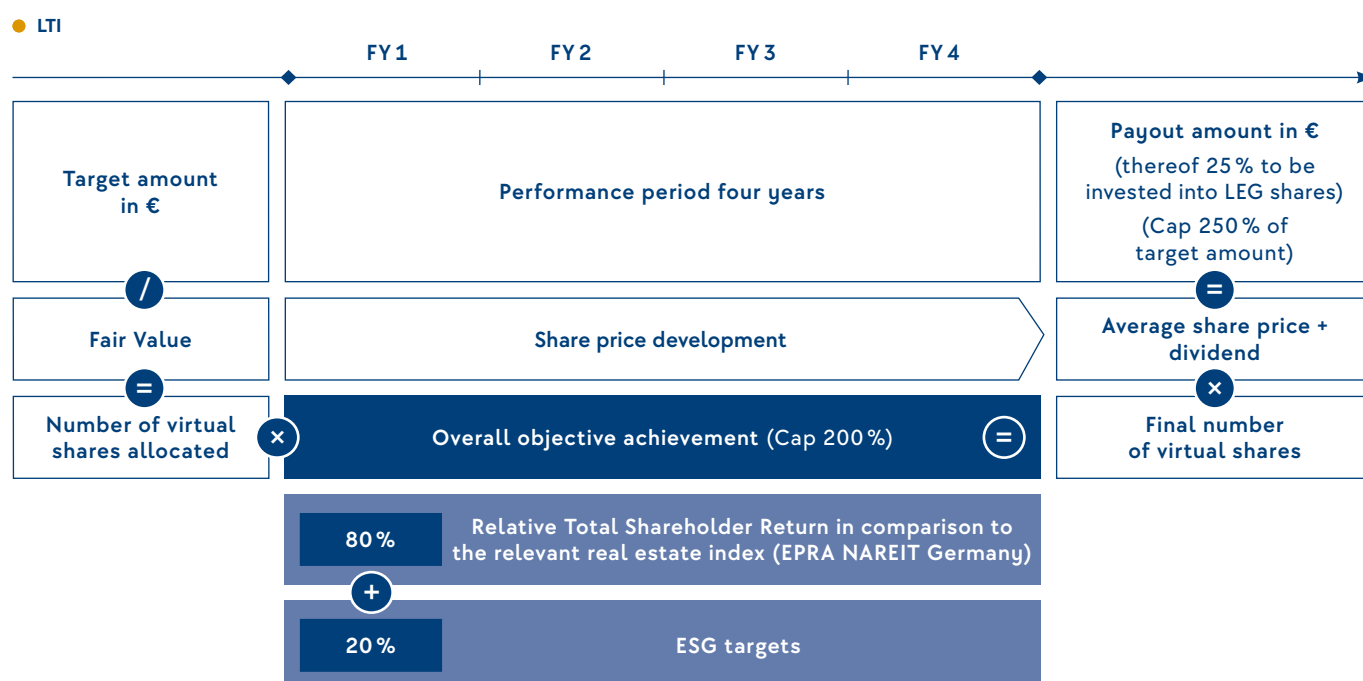 LTI
FY 1
FY 2
FY 3
FY 4
Target amount
in €
/
Fair Value
=
Number of virtual
shares allocated
×
Performance period four years
Share price development
Overall objective achievement (Cap 200 %)
=
80 %
Relative Total Shareholder Return in comparison to
the relevant real estate index (EPRA NAREIT Germany)
+
20 %
ESG targets
Payout amount in €
(thereof 25 % to be
invested into LEG shares)
(Cap 250 % of
target amount)
=
Average share price +
dividend
×
Final number
of virtual shares